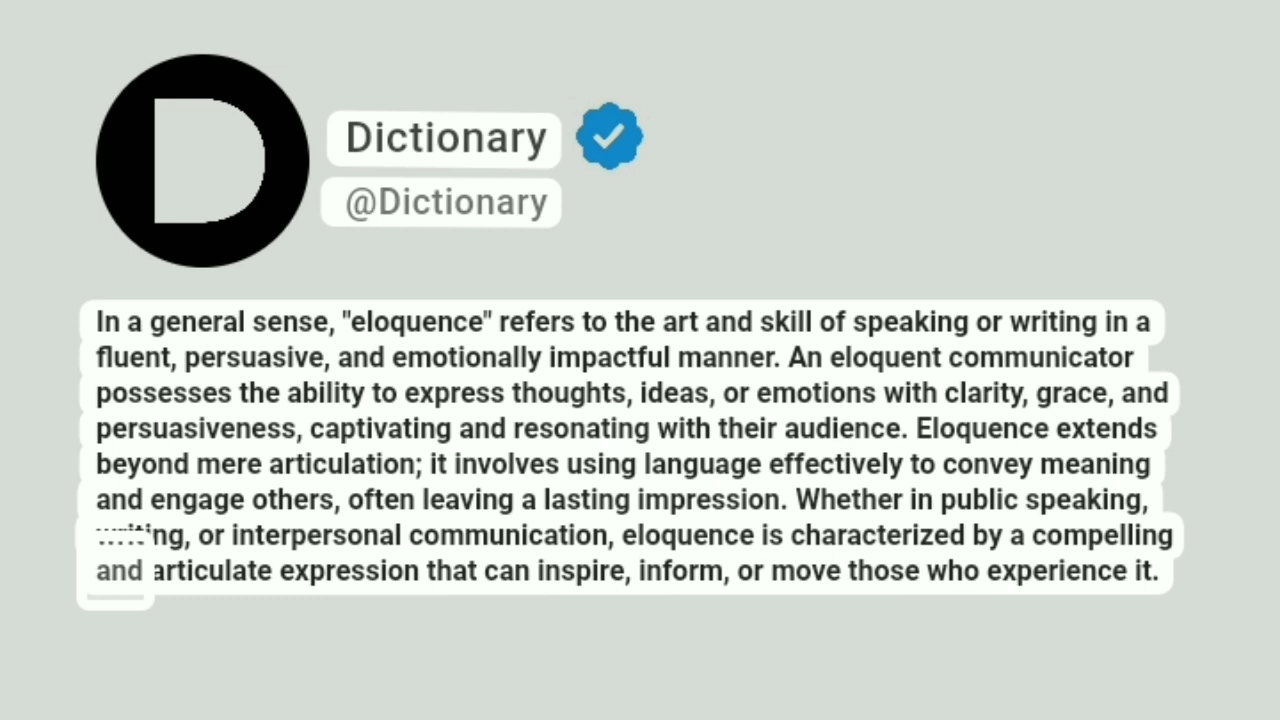 D
Dictionary
@Dictionary
In a general sense, "eloquence" refers to the art and skill of speaking or writing in a
fluent, persuasive, and emotionally impactful manner. An eloquent communicator
possesses the ability to express thoughts, ideas, or emotions with clarity, grace, and
persuasiveness, captivating and resonating with their audience. Eloquence extends
beyond mere articulation; it involves using language effectively to convey meaning
and engage others, often leaving a lasting impression. Whether in public speaking,
or interpersonal communication, eloquence is characterized by a compelling
and articulate expression that can inspire, inform, or move those who experience it.